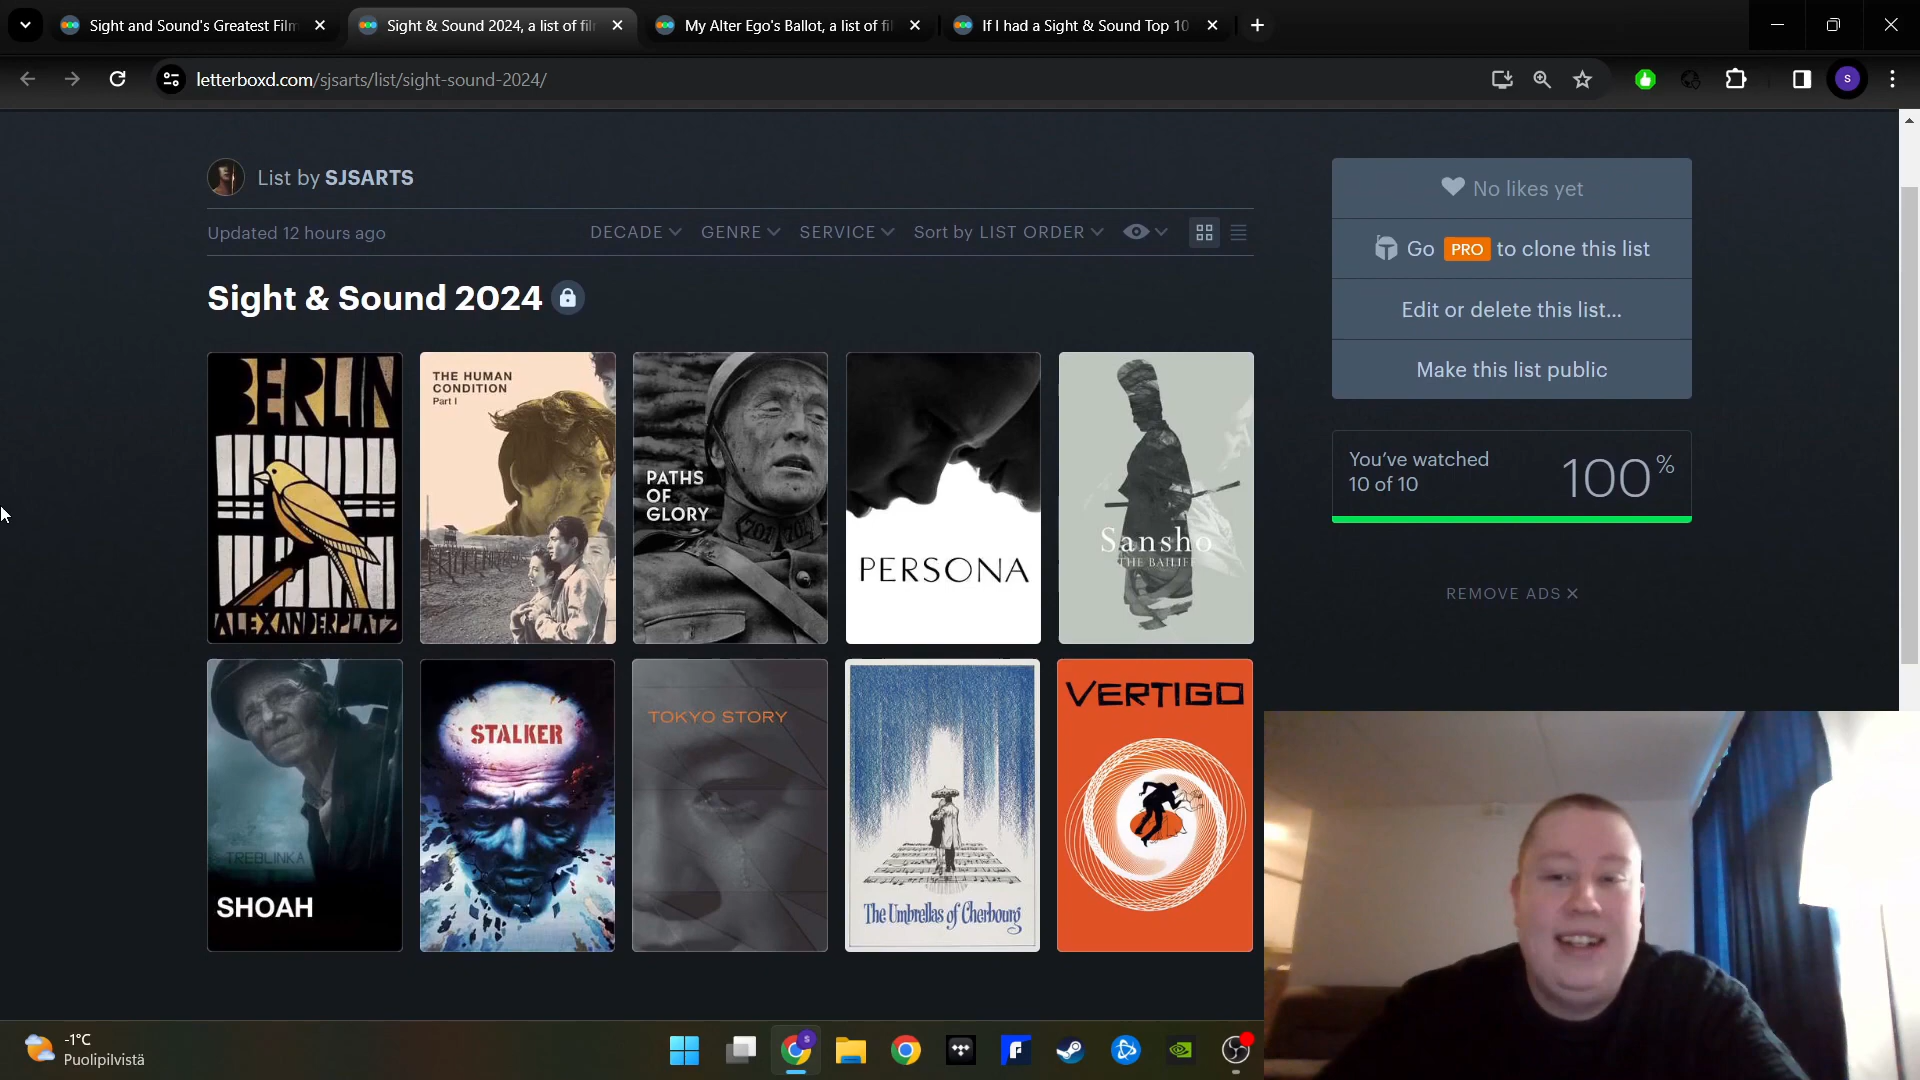 Sight and Sound's Greatest Film
Sight & Sound 2024, a list of fil
My Alter Ego's Ballot, a list of fi
If I had a Sight & Sound Top 10
letterboxd.com/sjsarts/list/sight-sound-2024/
S
List by SJSARTS
Updated 12 hours ago
DECADE
GENRE
SERVICE
Sort by LIST ORDER
Sight & Sound 2024
No likes yet
Go PRO to clone this list
Edit or delete this list...
Make this list public
You've watched
10 of 10
100%
REMOVE ADS
BERLIN
ALEXANDERPLATZ
THE HUMAN
CONDITION
Part I
PATHS
OF
GLORY
PERSONA
Sansho
THE BAILIFF
TREBLINKA
SHOAH
STALKER
TOKYO STORY
The Umbrellas of Cherbourg
VERTIGO
-1°C
Puolipilvistä